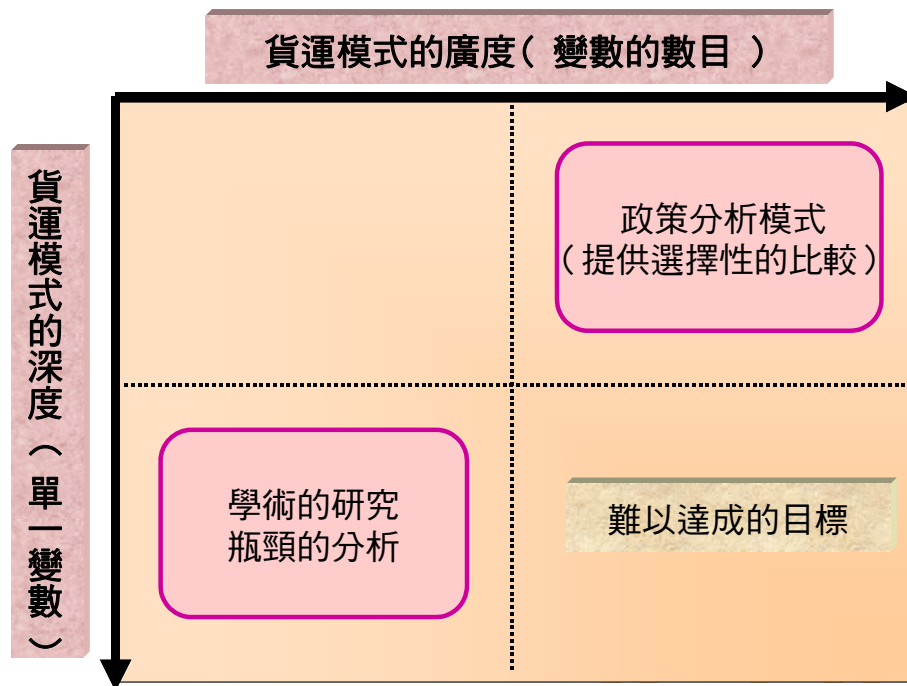 貨運模式的廣度( 變數的數目 )
貨運模式的深度(單一變數)
政策分析模式
(提供選擇性的比較)
學術的研究
瓶頸的分析
難以達成的目標